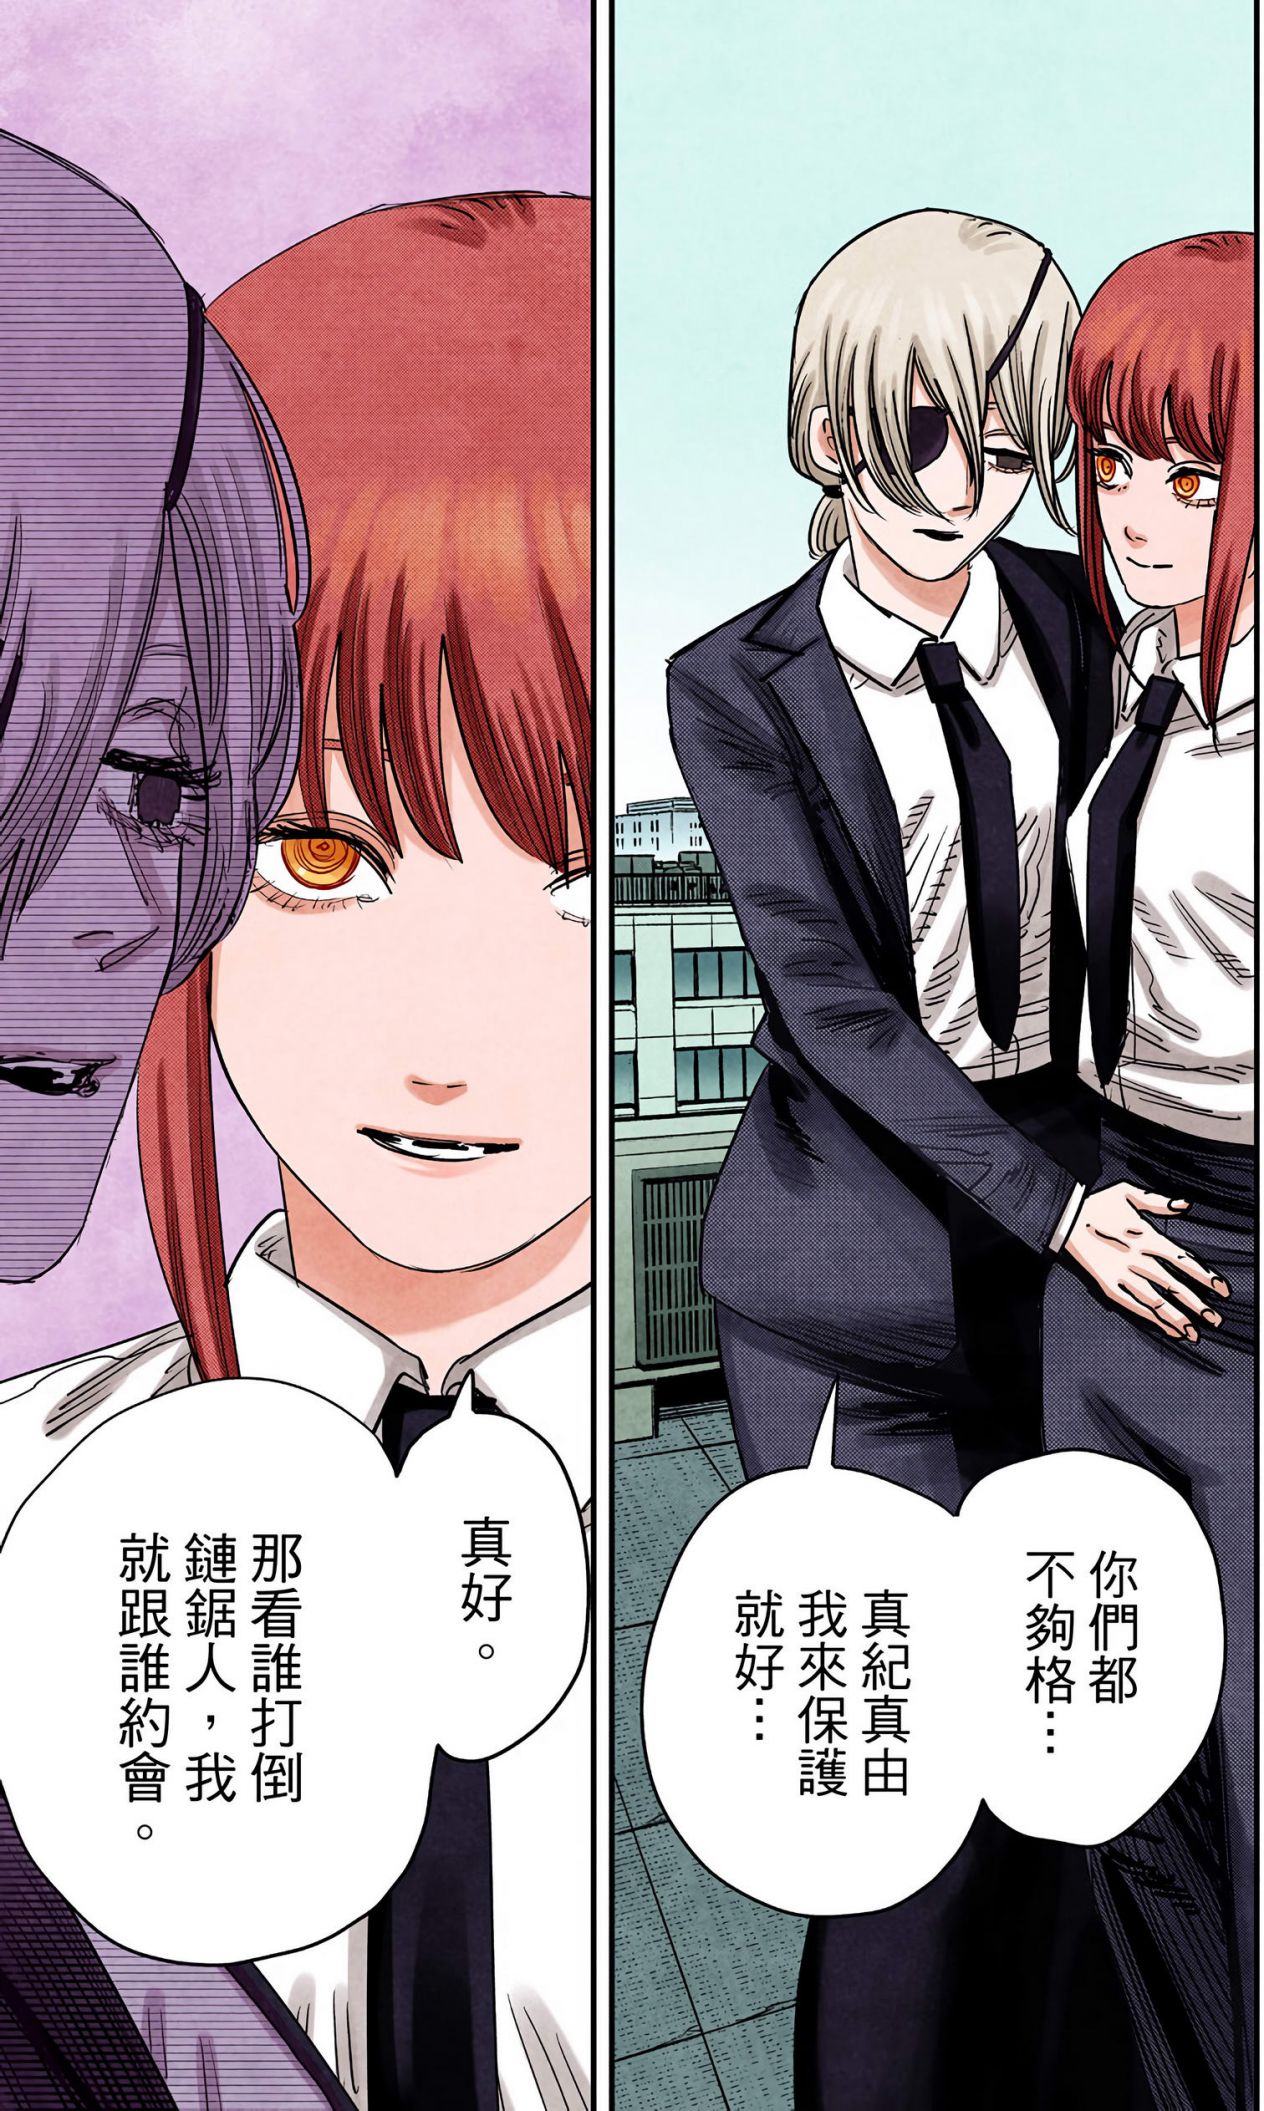 你們都
不夠格…
真紀真由
我來保護
就好…
真好。
那看誰打倒
鏈鋸人，我
就跟誰約會。